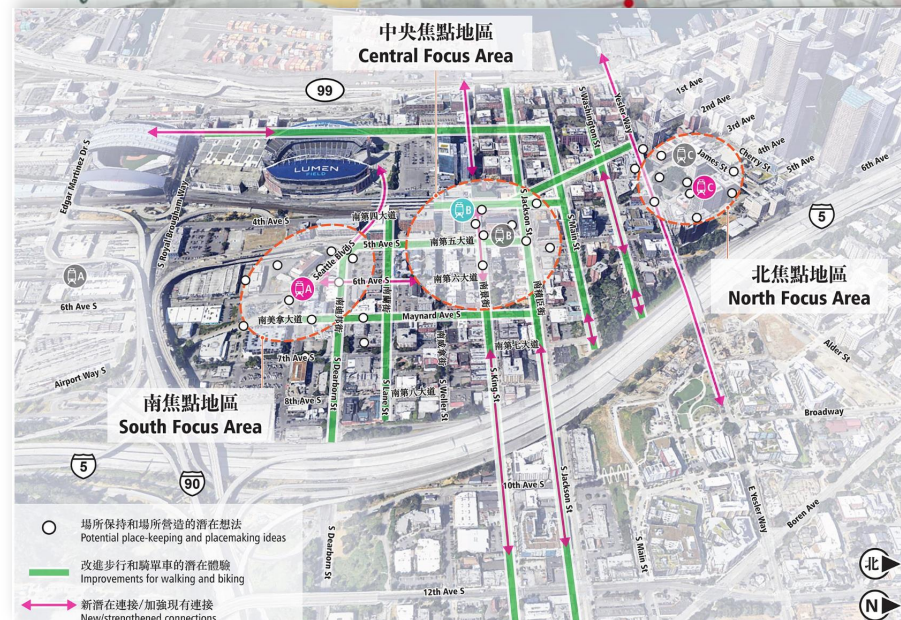 中央焦點地區
Central Focus Area
99
1st Ave
2nd Ave
3rd Ave
4th Ave
5th Ave
6th Ave
S Washington St
Yesler Way
James St
Cherry St
C
C
5
Edgar Martinez Dr S
S Royal Brougham Way
LUMEN
FIELD
4th Ave S
南第四大道
5th Ave S
南第五大道
Seattle Blvd S
6th Ave S
南第六大道
B
B
S Jackson St
S Main St
A
6th Ave S
A
南美拿大道
Maynard Ave S
南第七大道
7th Ave S
8th Ave S
南第八大道
Airport Way S
S Dearborn St
S Lane St
S Weller St
S King St
S Jackson St
北焦點地區
North Focus Area
Alder St
Broadway
南焦點地區
South Focus Area
5
90
10th Ave S
12th Ave S
S Dearborn St
S Main St
E Yesler Way
Boren Ave
場所保持和場所營造的潛在想法
Potential place-keeping and placemaking ideas
改進步行和騎單車的潛在體驗
Improvements for walking and biking
新潛在連接/加強現有連接
New/strengthened connections
北
N